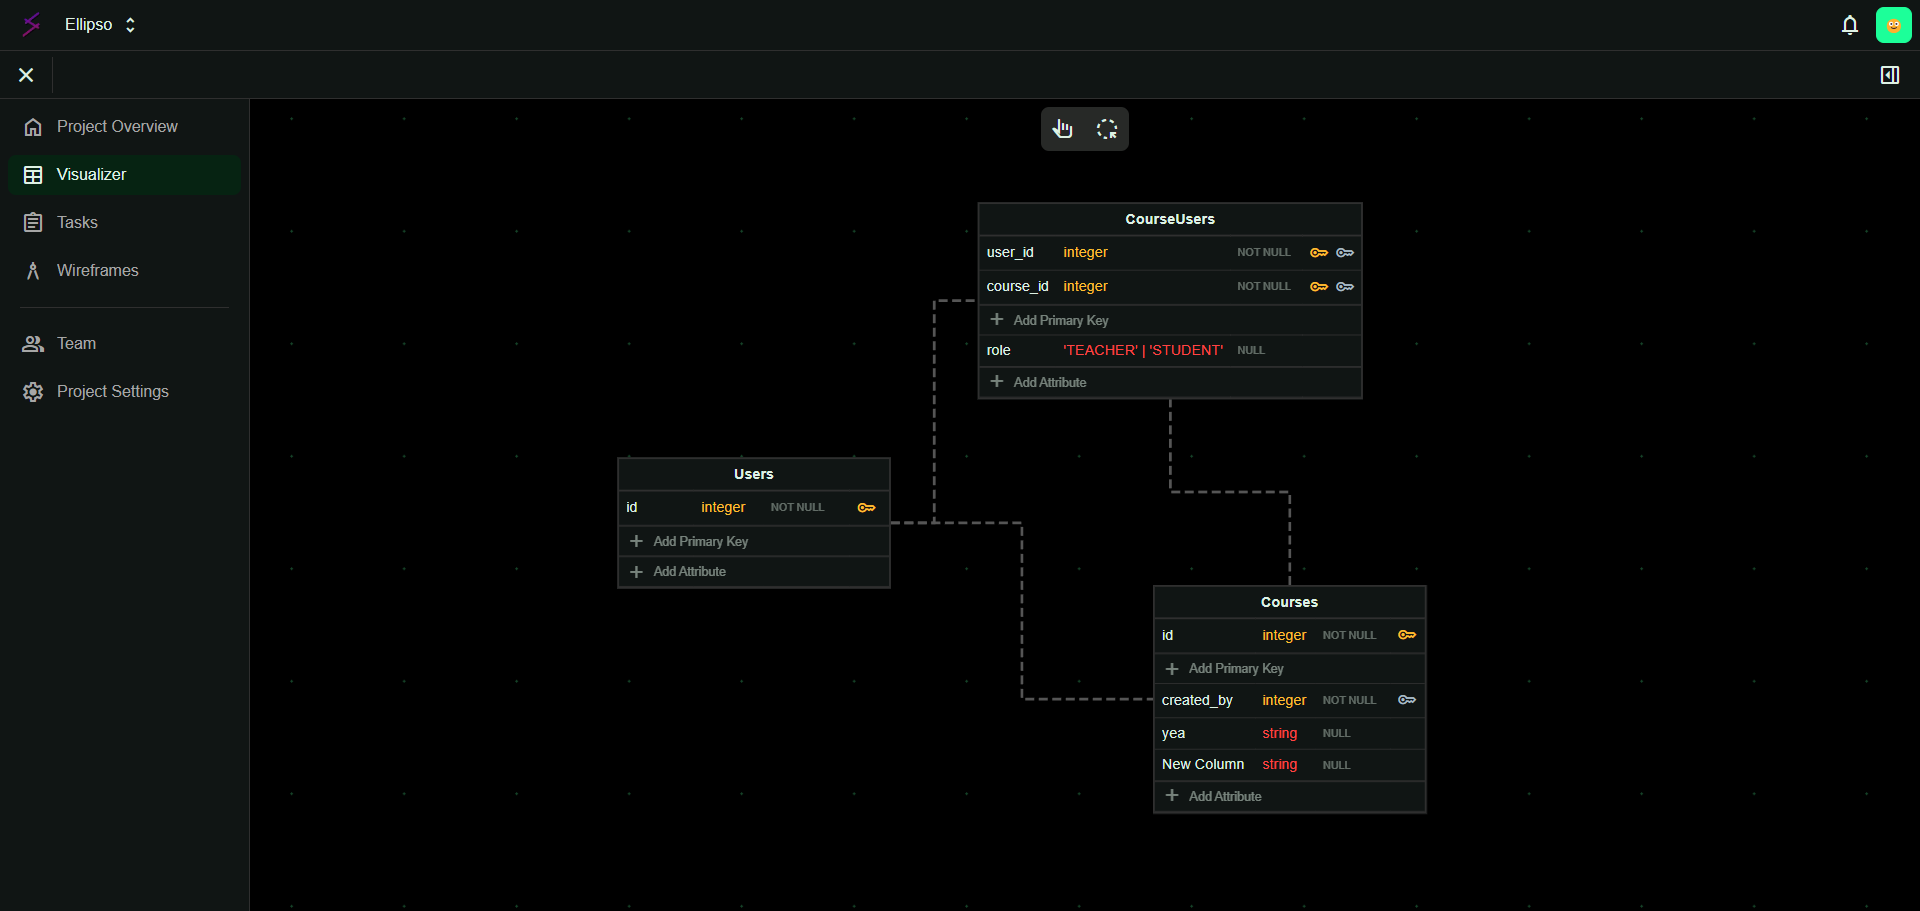 Ellipso
Project Overview
Visualizer
Tasks
Wireframes
Team
Project Settings
CourseUsers
user_id integer NOT NULL
course_id integer NOT NULL
Add Primary Key
role 'TEACHER' | 'STUDENT' NULL
Add Attribute
Users
id integer NOT NULL
Add Primary Key
Add Attribute
Courses
id integer NOT NULL
Add Primary Key
created_by integer NOT NULL
yea string NULL
New Column string NULL
Add Attribute